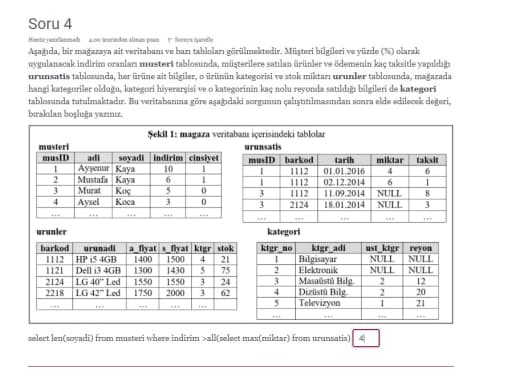 Soru 4
Henüz yanıtlanmadı 4,00 üzerinden alınan puan Soruyu işaretle
Aşağıda, bir mağazaya ait veritabanı ve bazı tabloları görülmektedir. Müşteri bilgileri ve yüzde (%) olarak
uygulanacak indirim oranları musteri tablosunda, müşterilere satılan ürünler ve ödemenin kaç taksitle yapıldığı
urunsatis tablosunda, her ürüne ait bilgiler, o ürünün kategorisi ve stok miktarı urunler tablosunda, mağazada
hangi kategoriler olduğu, kategori hiyerarşisi ve o kategorinin kaç nolu reyonda satıldığı bilgileri de kategori
tablosunda tutulmaktadır. Bu veritabanına göre aşağıdaki sorgunun çalıştırılmasından sonra elde edilecek değeri,
bırakılan boşluğa yazınız.
Şekil 1: magaza veritabanı içerisindeki tablolar
musteri
musID adi soyadi indirim cinsiyet
1 Ayşenur Kaya 10 1
2 Mustafa Kaya 6 1
3 Murat Koç 5 0
4 Aysel Koca 3 0
... ... ... ... ...
urunsatis
musID barkod tarih miktar taksit
1 1112 01.01.2016 4 6
1 1112 02.12.2014 6 1
3 1112 11.09.2014 NULL 8
3 2124 18.01.2014 NULL 3
... ... ... ... ...
urunler
barkod urunadi a_fiyat s_fiyat ktgr stok
1112 HP i5 4GB 1400 1500 4 21
1121 Dell i3 4GB 1300 1430 5 75
2124 LG 40" Led 1550 1550 3 24
2218 LG 42" Led 1750 2000 3 62
... ... ... ... ... ...
kategori
ktgr_no ktgr_adi ust_ktgr reyon
1 Bilgisayar NULL NULL
2 Elektronik NULL NULL
3 Masaüstü Bilg. 2 12
4 Dizüstü Bilg. 2 20
5 Televizyon 1 21
... ... ... ...
select len(soyadi) from musteri where indirim >all(select max(miktar) from urunsatis) 4